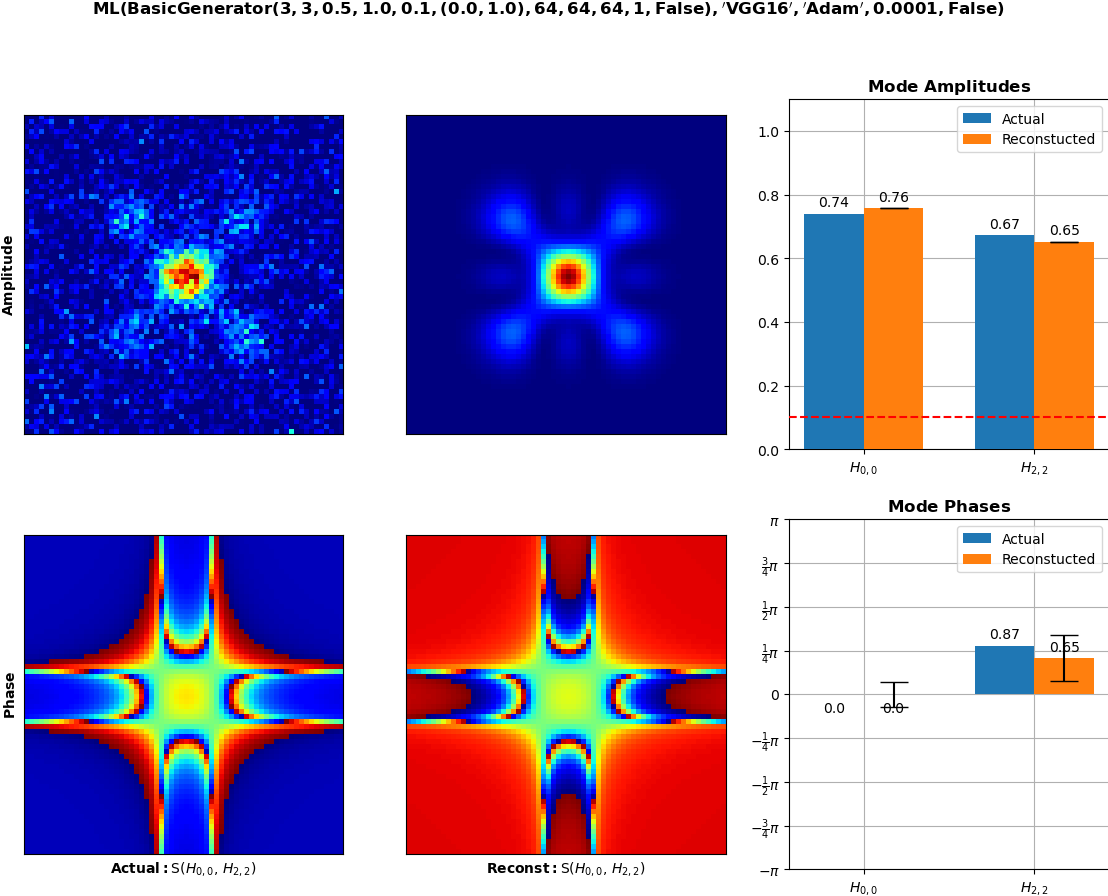 ML(BasicGenerator(3, 3, 0.5, 1.0, 0.1, (0.0, 1.0), 64, 64, 64, 1, False), ′VGG16′, ′Adam′, 0.0001, False)
Amplitude
Mode Amplitudes
Actual
Reconstucted
1.0
0.8
0.6
0.4
0.2
0.0
0.74
0.76
0.67
0.65
H0, 0
H2, 2
Phase
Actual: S(H0, 0, H2, 2)
Reconst: S(H0, 0, H2, 2)
Mode Phases
Actual
Reconstucted
π
3/4π
1/2π
1/4π
0
−1/4π
−1/2π
−3/4π
−π
0.0
0.0
0.87
0.65
H0, 0
H2, 2